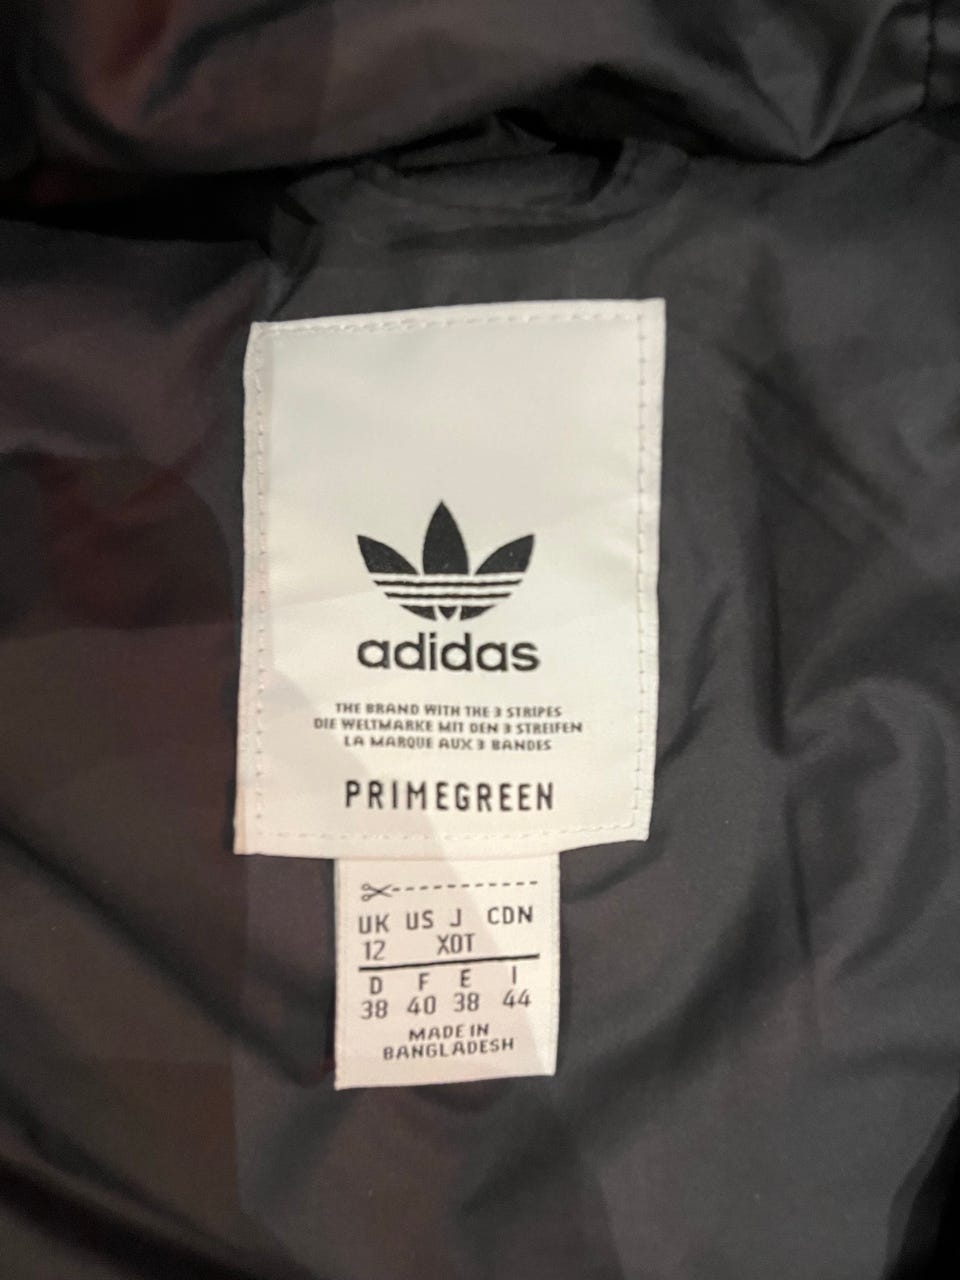 adidas
THE BRAND WITH THE 3 STRIPES
DIE WELTMARKE MIT DEN 3 STREIFEN
LA MARQUE AUX 3 BANDES
PRIMEGREEN
UK US J CDN
12 XOT
D F E I
38 40 38 44
MADE IN
BANGLADESH